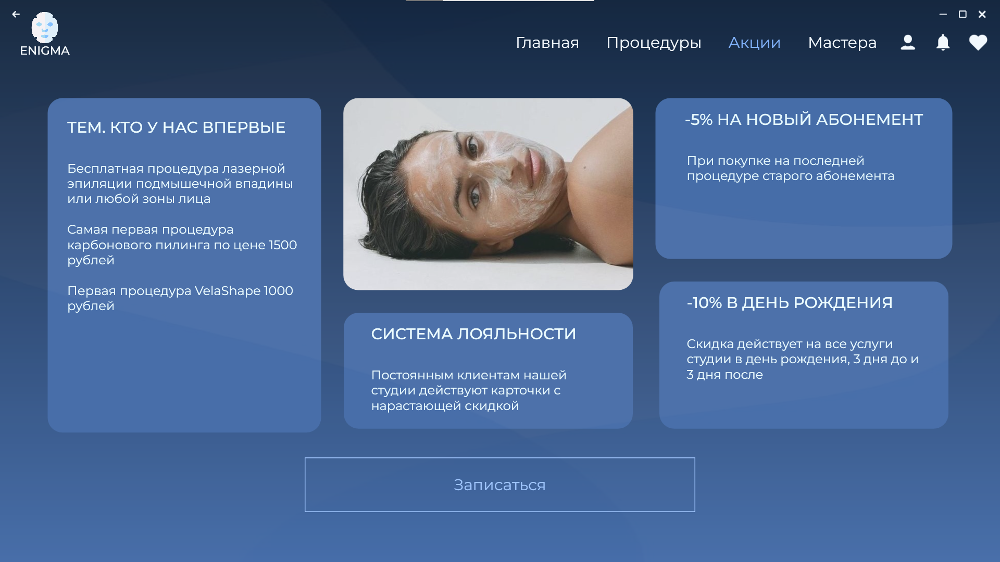 ENIGMA
Главная
Процедуры
Акции
Мастера
ТЕМ, КТО У НАС ВПЕРВЫЕ
Бесплатная процедура лазерной
эпиляции подмышечной впадины
или любой зоны лица
Самая первая процедура
карбонового пилинга по цене 1500
рублей
Первая процедура VelaShape 1000
рублей
СИСТЕМА ЛОЯЛЬНОСТИ
Постоянным клиентам нашей
студии действуют карточки с
нарастающей скидкой
-5% НА НОВЫЙ АБОНЕМЕНТ
При покупке на последней
процедуре старого абонемента
-10% В ДЕНЬ РОЖДЕНИЯ
Скидка действует на все услуги
студии в день рождения, 3 дня до и
3 дня после
Записаться